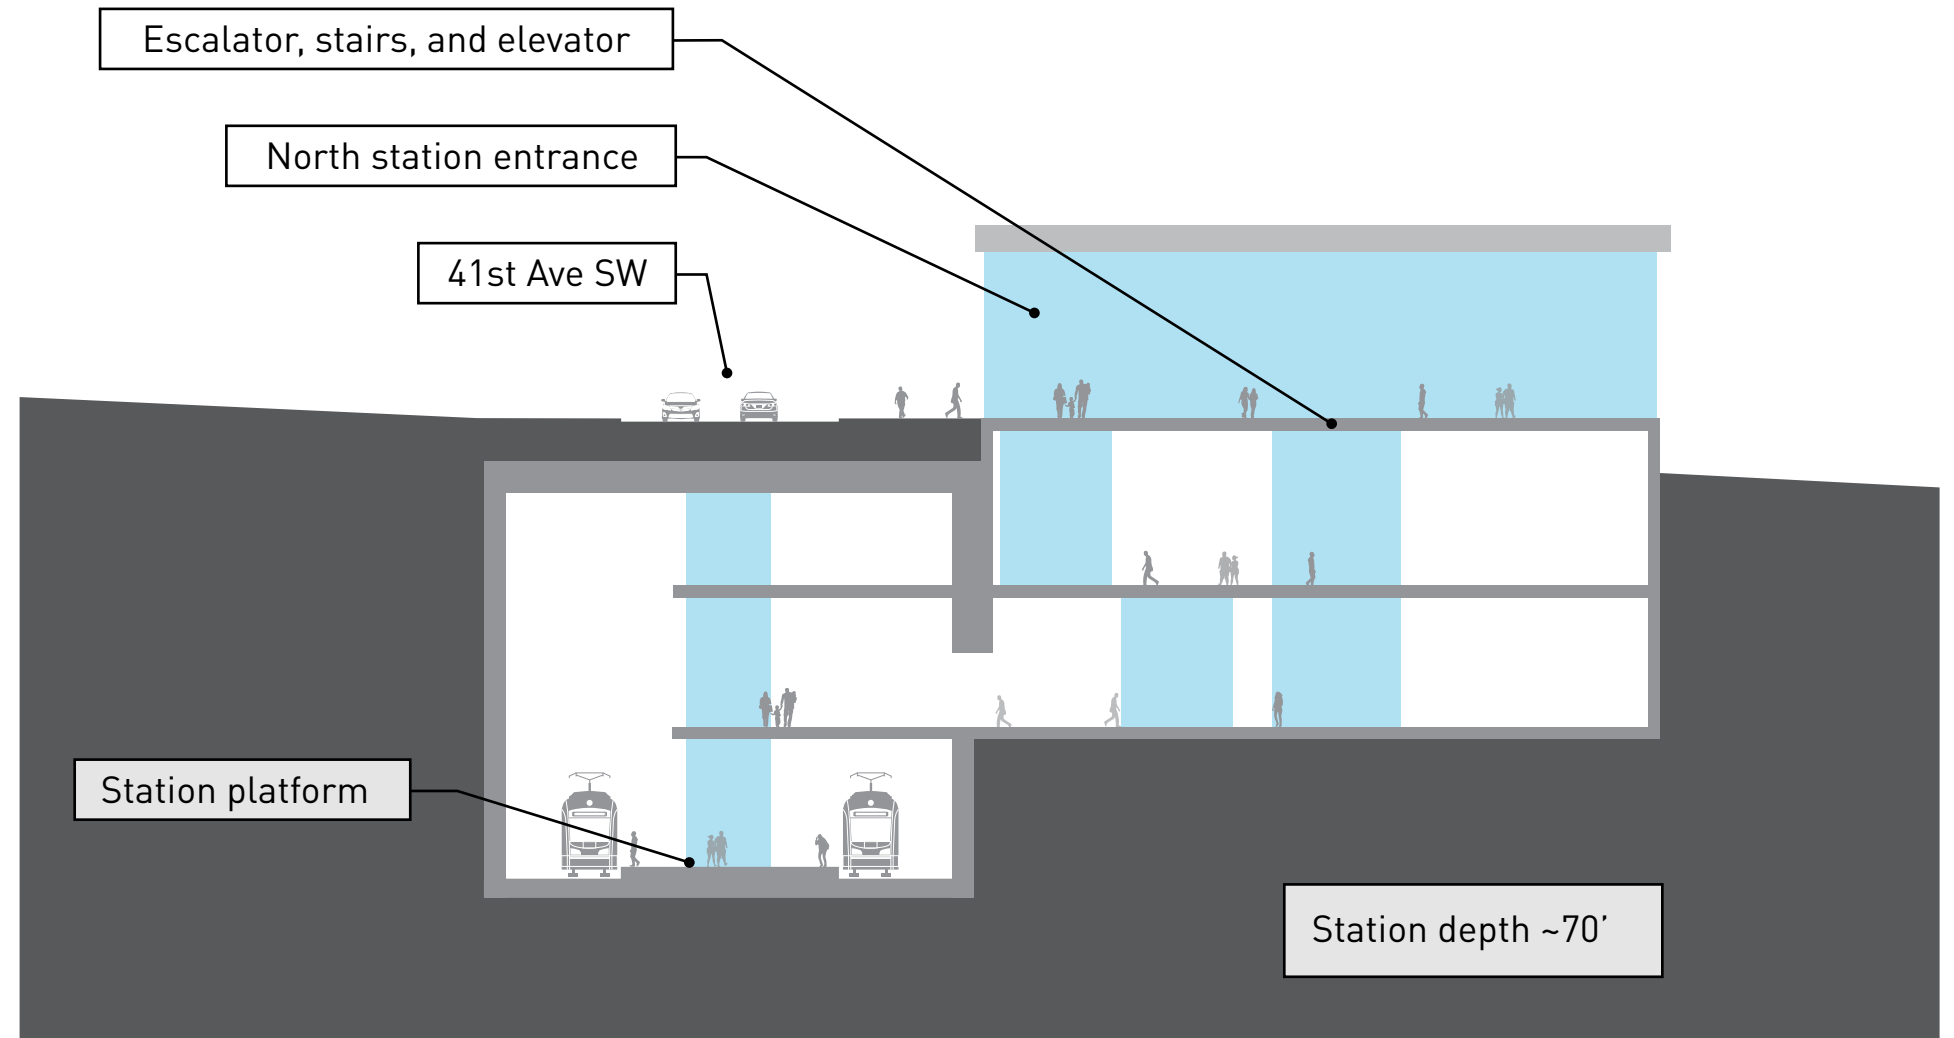 Escalator, stairs, and elevator
North station entrance
41st Ave SW
Station platform
Station depth ~70’